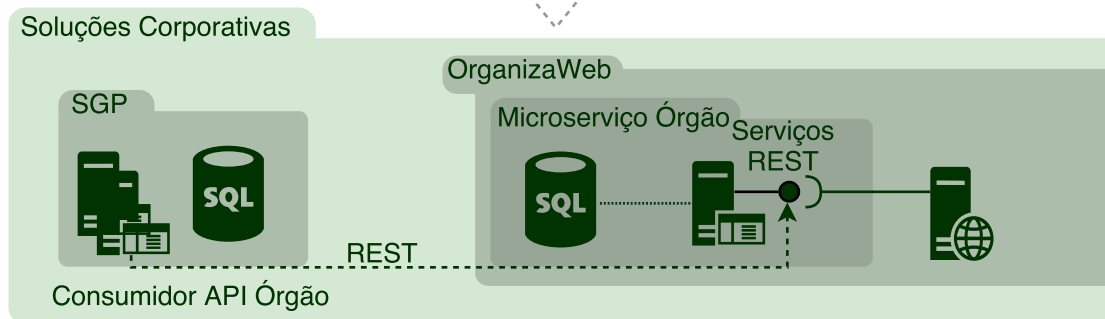 Soluções Corporativas
OrganizaWeb
SGP
Microserviço Órgão
Serviços
REST
SQL
SQL
REST
Consumidor API Órgão